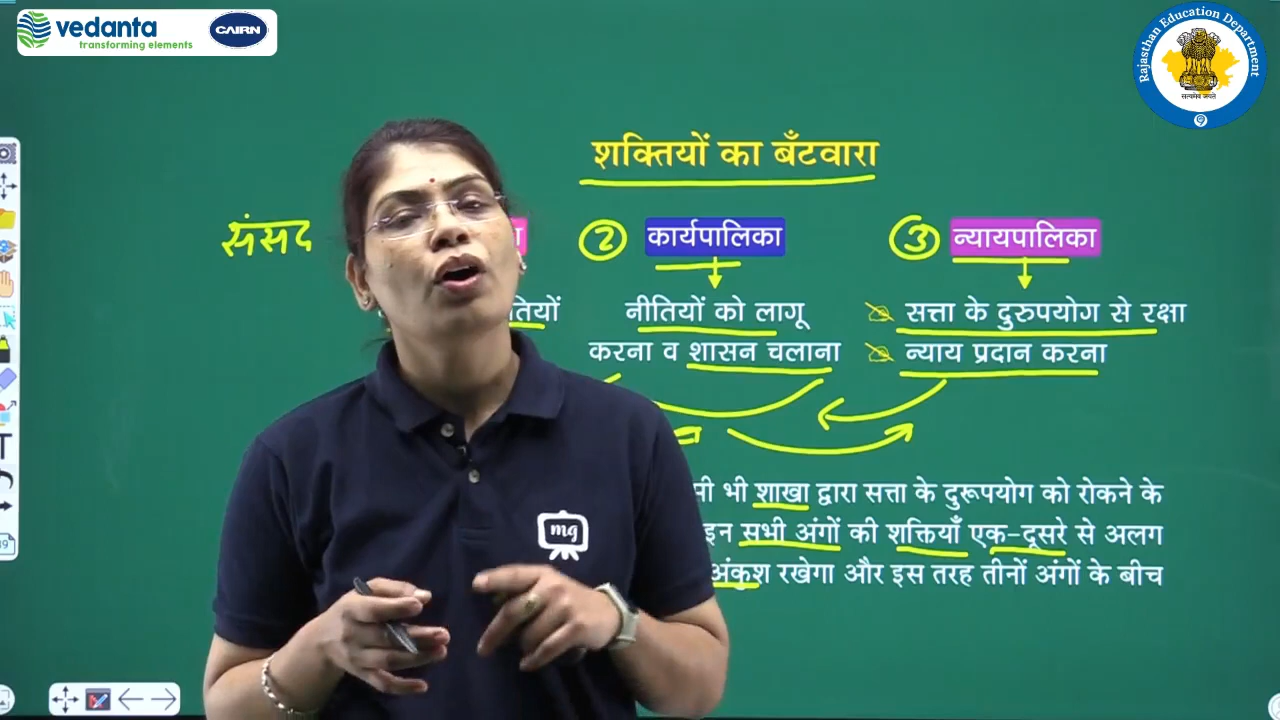 vedanta
transforming elements
CAIRN
Rajasthan Education Department
सत्यमेव जयते
शक्तियों का बँटवारा
संसद
② कार्यपालिका
③ न्यायपालिका
नीतियों को लागू
करना व शासन चलाना
सत्ता के दुरुपयोग से रक्षा
न्याय प्रदान करना
भी शाखा द्वारा सत्ता के दुरूपयोग को रोकने के
इन सभी अंगों की शक्तियाँ एक-दूसरे से अलग
अंकुश रखेगा और इस तरह तीनों अंगों के बीच
mg